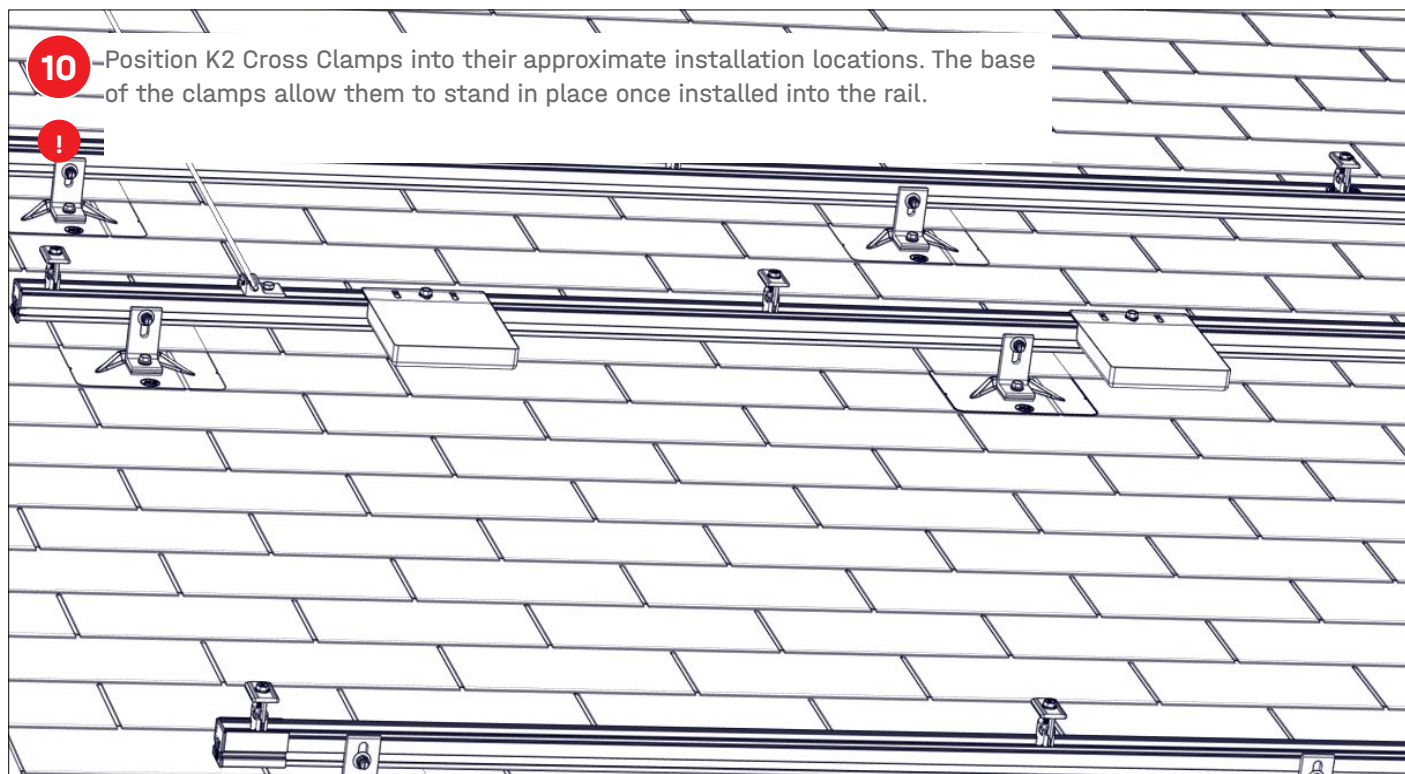 10
Position K2 Cross Clamps into their approximate installation locations. The base
of the clamps allow them to stand in place once installed into the rail.
!